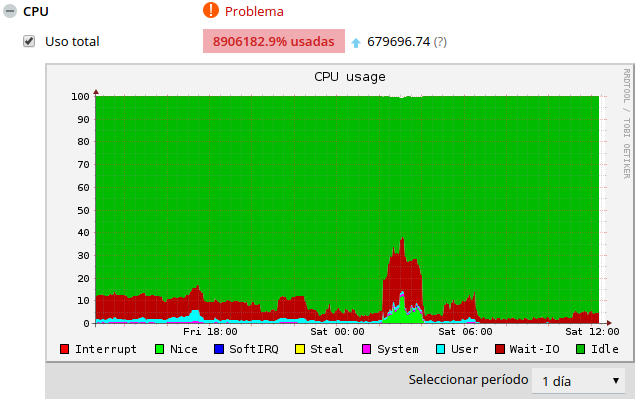 CPU Problema
Uso total 8906182.9% usadas 679696.74 (?)
CPU usage
RRDTOOL / TOBI OETIKER
100
90
80
70
60
50
40
30
20
10
0
Fri 18:00 Sat 00:00 Sat 06:00 Sat 12:00
Interrupt Nice SoftIRQ Steal System User Wait-IO Idle
Seleccionar período 1 día